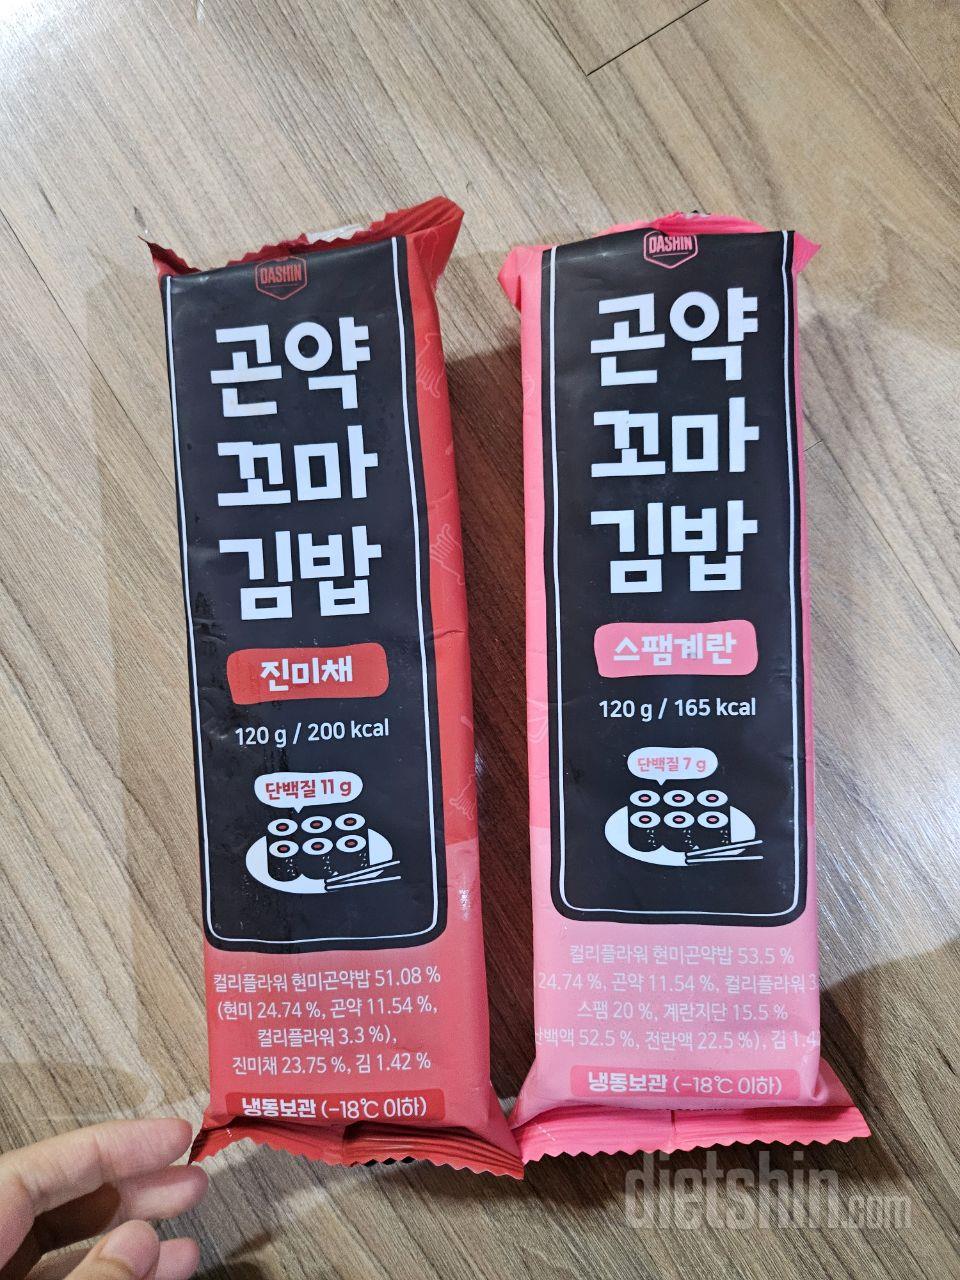 DASHIN
곤약
꼬마
김밥
진미채
120 g / 200 kcal
단백질 11 g
컬리플라워 현미곤약밥 51.08 %
(현미 24.74 %, 곤약 11.54 %,
컬리플라워 3.3 %),
진미채 23.75 %, 김 1.42 %
냉동보관 (-18℃ 이하)
DASHIN
곤약
꼬마
김밥
스팸계란
120 g / 165 kcal
단백질 7 g
컬리플라워 현미곤약밥 53.5 %
24.74 %, 곤약 11.54 %, 컬리플라워 3
스팸 20 %, 계란지단 15.5 %
52.5 %, 전란액 22.5 %), 김 1.4
냉동보관 (-18℃ 이하)
dietshin.com